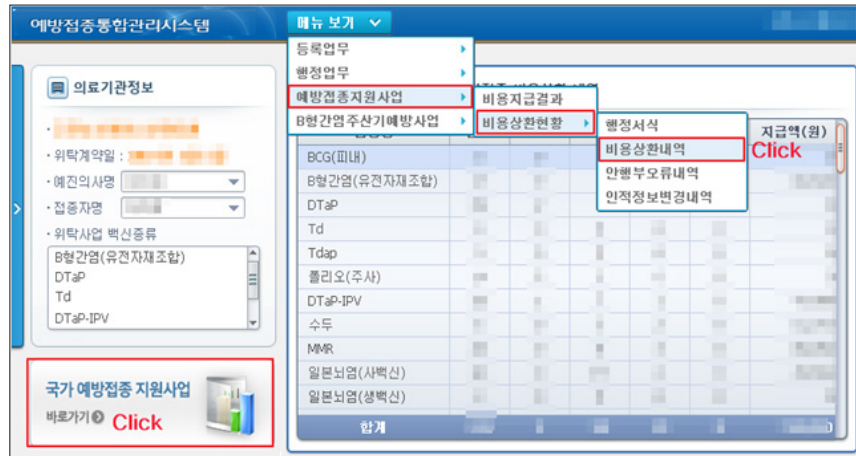 예방접종통합관리시스템
메뉴 보기
등록업무
행정업무
예방접종지원사업
B형간염주산기예방사업
비용지급결과
비용상환현황
행정서식
비용상환내역
안행부오류내역
인적정보변경내역
Click
의료기관정보
· 위탁계약일 :
· 예진의사명
· 접종자명
· 위탁사업 백신종류
B형간염(유전자재조합)
DTaP
Td
DTaP-IPV
국가 예방접종 지원사업
바로가기
Click
지급액(원)
BCG(피내)
B형간염(유전자재조합)
DTaP
Td
Tdap
폴리오(주사)
DTaP-IPV
수두
MMR
일본뇌염(사백신)
일본뇌염(생백신)
합계